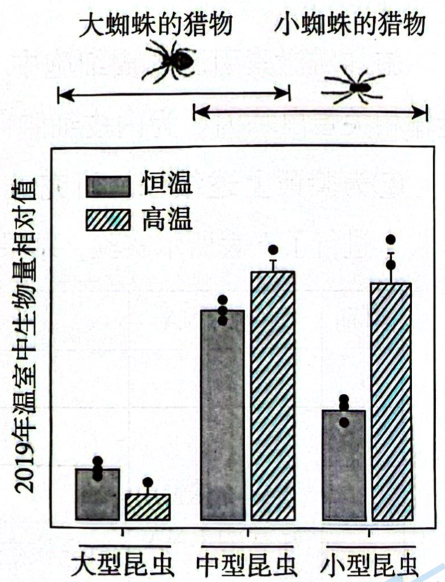 大蜘蛛的猎物 小蜘蛛的猎物
恒温
高温
2019年温室中生物量相对值
大型昆虫 中型昆虫 小型昆虫